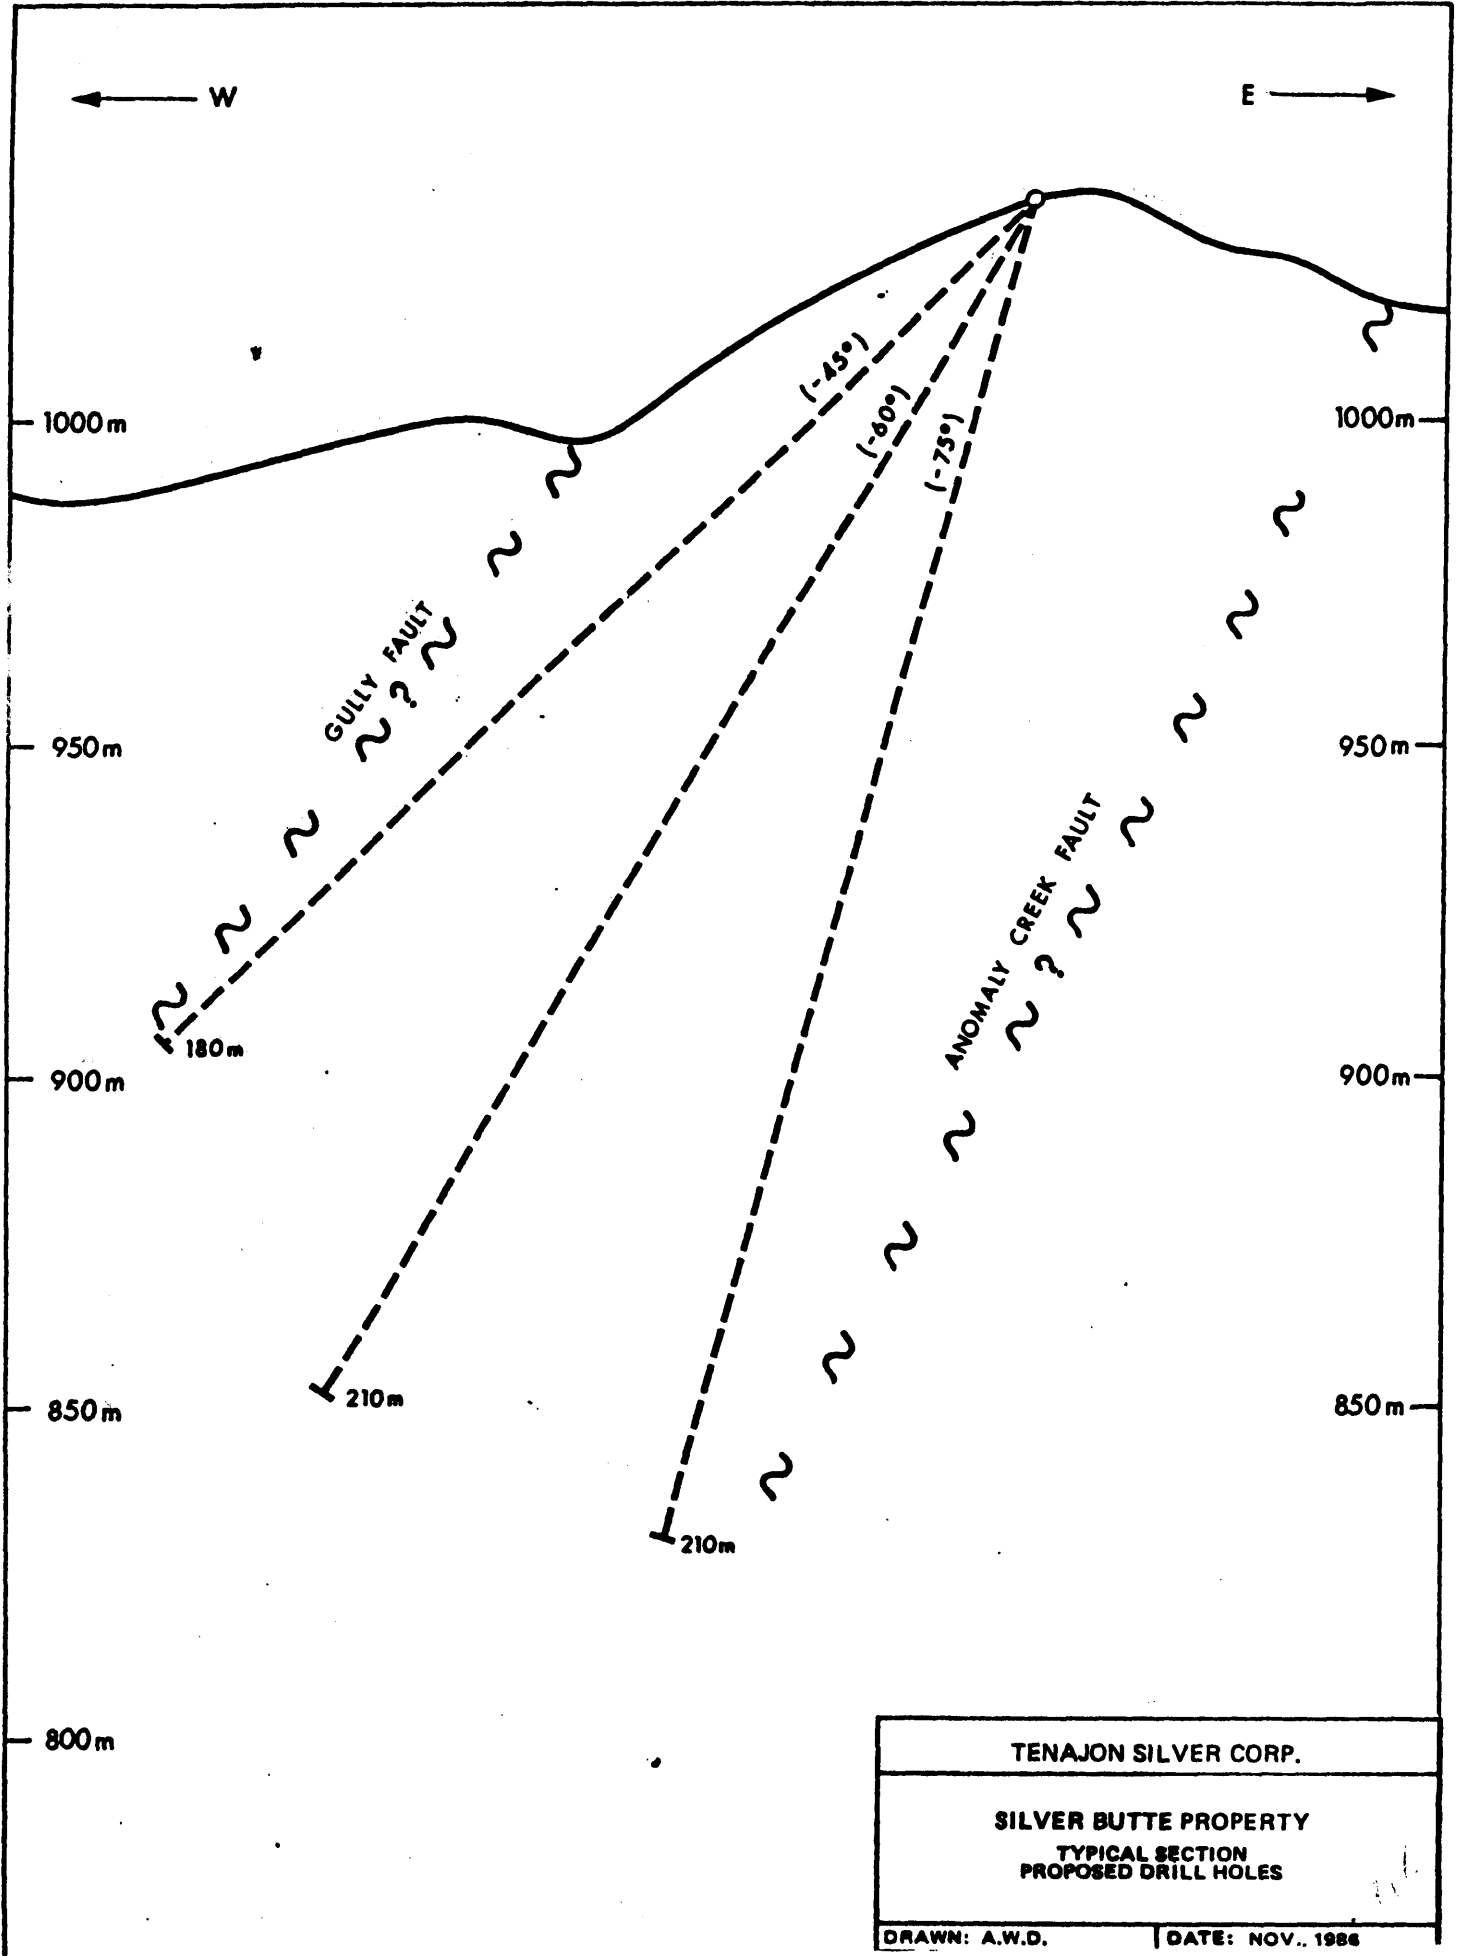 W
E
(-45°)
(-60°)
(-75°)
1000m
1000m
GULLY FAULT
?
950m
950m
ANOMALY CREEK FAULT
?
180m
900m
900m
210m
850m
850m
210m
800m
TENAJON SILVER CORP.
SILVER BUTTE PROPERTY
TYPICAL SECTION
PROPOSED DRILL HOLES
DRAWN: A.W.D.
DATE: NOV., 1986